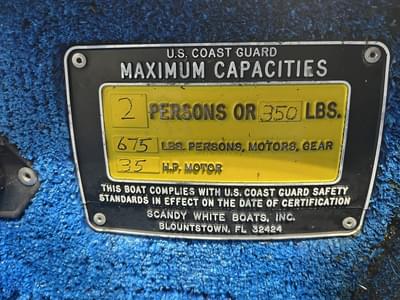 U.S. COAST GUARD
MAXIMUM CAPACITIES
2 PERSONS OR 350 LBS.
675 LBS. PERSONS, MOTORS, GEAR
35 H.P. MOTOR
THIS BOAT COMPLIES WITH U.S. COAST GUARD SAFETY
STANDARDS IN EFFECT ON THE DATE OF CERTIFICATION
SCANDY WHITE BOATS, INC.
BLOUNTSTOWN, FL 32424